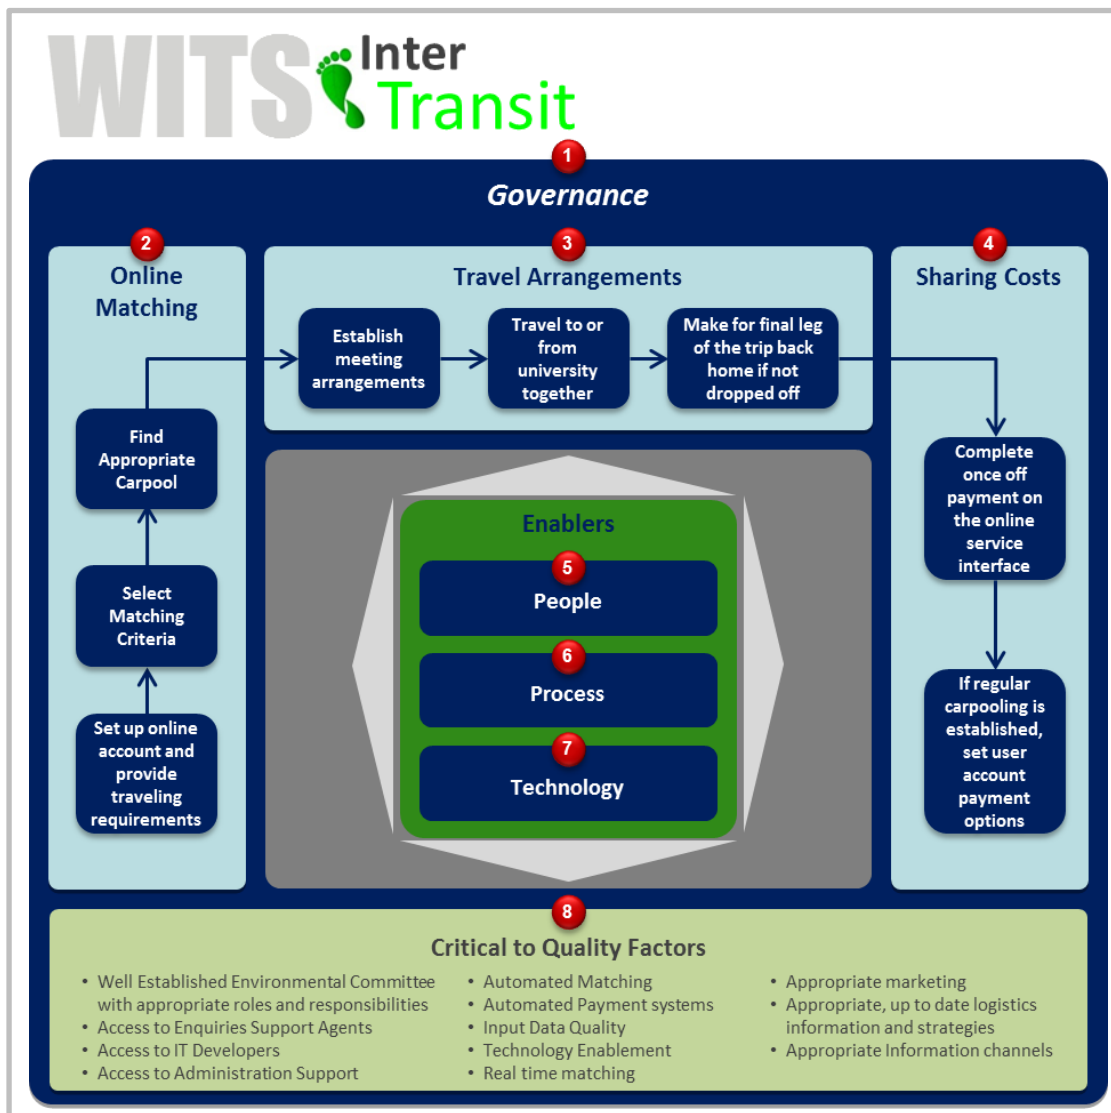 WITS Inter
Transit
1
Governance
2
Online
Matching
3
Travel Arrangements
4
Sharing Costs
Establish
meeting
arrangements
Travel to or
from
university
together
Make for final leg
of the trip back
home if not
dropped off
Find
Appropriate
Carpool
Select
Matching
Criteria
Set up online
account and
provide
traveling
requirements
Enablers
5
People
6
Process
7
Technology
Complete
once off
payment on
the online
service
interface
If regular
carpooling is
established,
set user
account
payment
options
8
Critical to Quality Factors
• Well Established Environmental Committee
with appropriate roles and responsibilities
• Access to Enquiries Support Agents
• Access to IT Developers
• Access to Administration Support
• Automated Matching
• Automated Payment systems
• Input Data Quality
• Technology Enablement
• Real time matching
• Appropriate marketing
• Appropriate, up to date logistics
information and strategies
• Appropriate Information channels